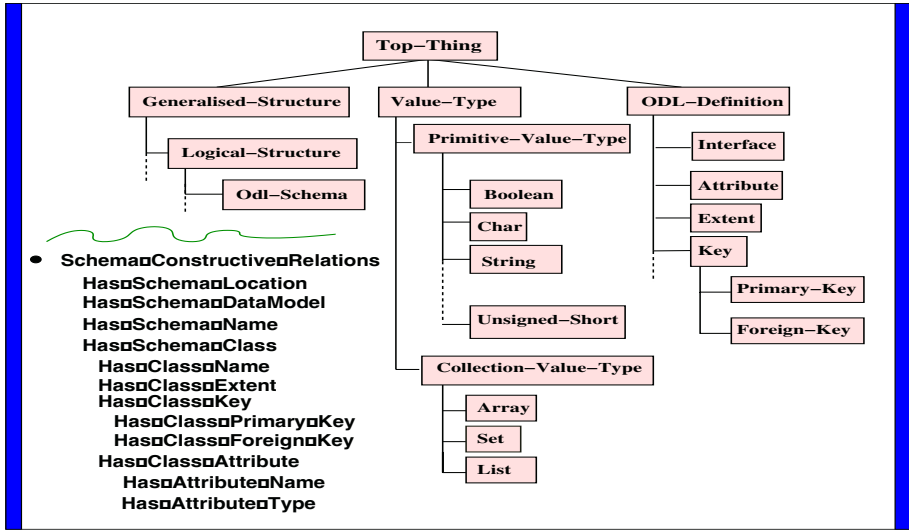 Top–Thing
Generalised–Structure
Value–Type
ODL–Definition
Logical–Structure
Odl–Schema
Primitive–Value–Type
Boolean
Char
String
Unsigned–Short
Collection–Value–Type
Array
Set
List
Interface
Attribute
Extent
Key
Primary–Key
Foreign–Key
• Schema¤Constructive¤Relations
Has¤Schema¤Location
Has¤Schema¤DataModel
Has¤Schema¤Name
Has¤Schema¤Class
Has¤Class¤Name
Has¤Class¤Extent
Has¤Class¤Key
Has¤Class¤Primary¤Key
Has¤Class¤Foreign¤Key
Has¤Class¤Attribute
Has¤Attribute¤Name
Has¤Attribute¤Type